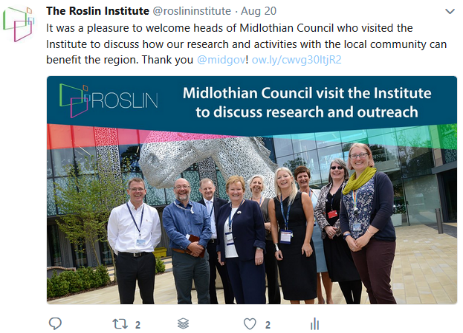 The Roslin Institute @roslininstitute · Aug 20
It was a pleasure to welcome heads of Midlothian Council who visited the
Institute to discuss how our research and activities with the local community can
benefit the region. Thank you @midgov! ow.ly/cwvg30ltjR2
ROSLIN
Midlothian Council visit the Institute
to discuss research and outreach
2
2